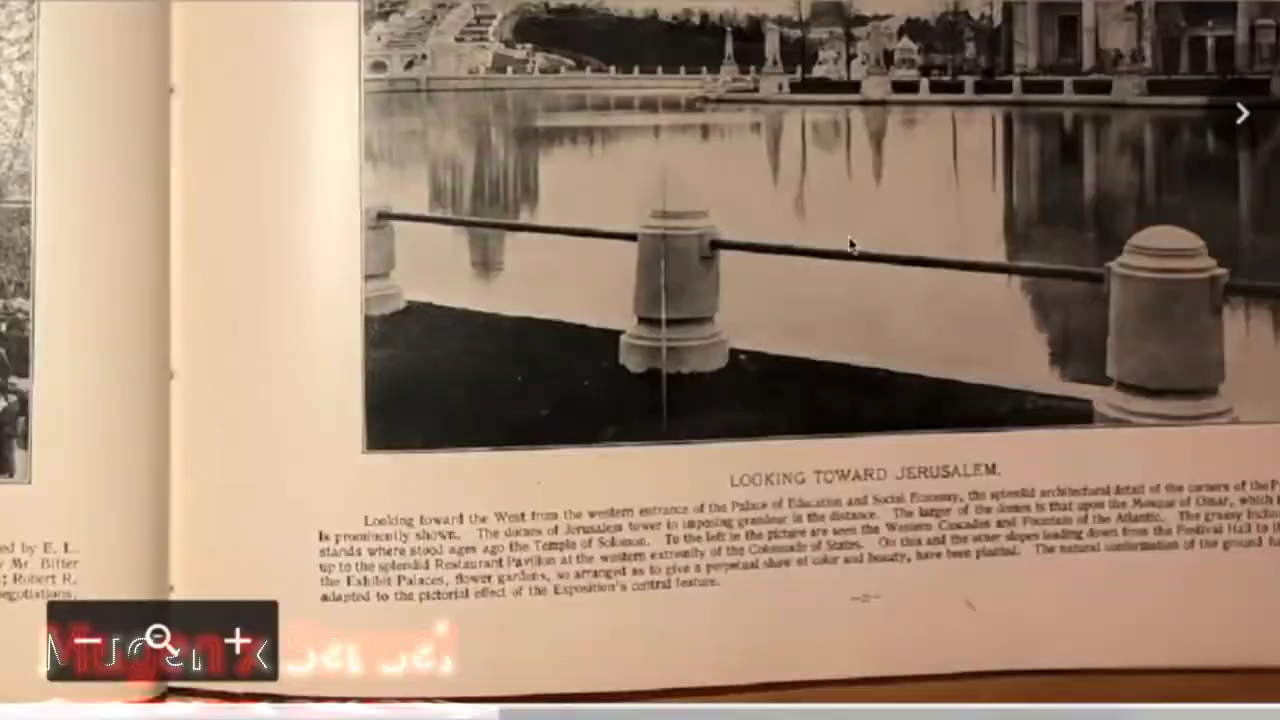 ed by E. L.
Mr. Bitter
; Robert R.
egotiations,
LOOKING TOWARD JERUSALEM.
Looking toward the West from the western entrance of the Palace of Education and Social Economy, the splendid architectural detail of the corners of the P
is prominently shown. The domes of Jerusalem tower in imposing grandeur in the distance. The larger of the domes is that upon the Mosque of Omar, which
stands where stood ages ago the Temple of Solomon. To the left in the picture are seen the Western Cascades and Fountain of the Atlantic. The grassy
up to the splendid Restaurant Pavilion at the western extremity of the Colonnade of States. On this and the other slopes leading down from the Festival Hall to
the Exhibit Palaces, flower gardens, so arranged as to give a perpetual show of color and beauty, have been planted. The natural conformation of the ground
adapted to the pictorial effect of the Exposition's central feature.
Mugen x Sensei